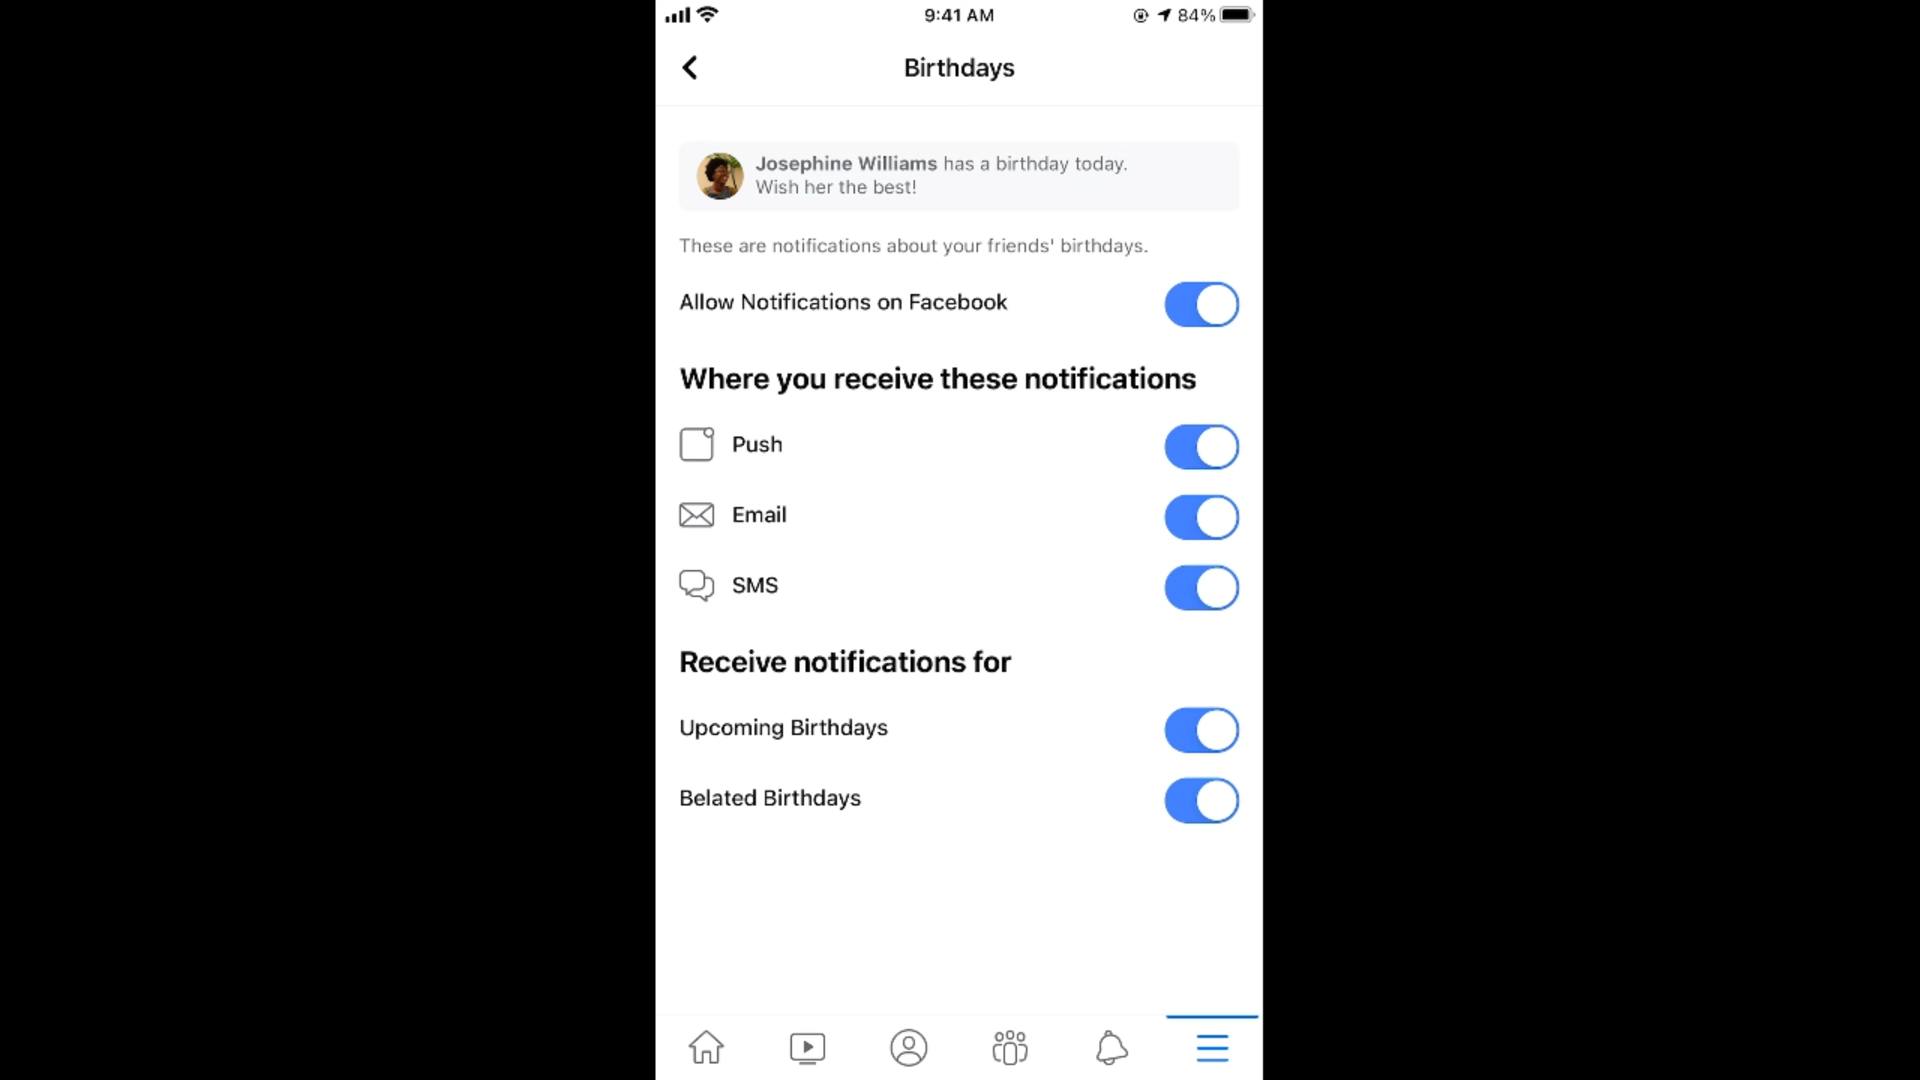 9:41 AM
84%
Birthdays
Josephine Williams has a birthday today.
Wish her the best!
These are notifications about your friends' birthdays.
Allow Notifications on Facebook
Where you receive these notifications
Push
Email
SMS
Receive notifications for
Upcoming Birthdays
Belated Birthdays